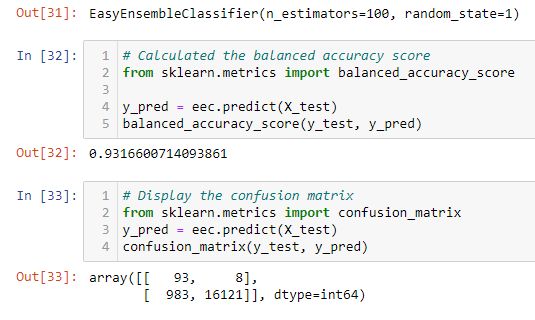 Out[31]: EasyEnsembleClassifier(n_estimators=100, random_state=1)
In [32]: 1 # Calculated the balanced accuracy score
2 from sklearn.metrics import balanced_accuracy_score
3
4 y_pred = eec.predict(X_test)
5 balanced_accuracy_score(y_test, y_pred)
Out[32]: 0.9316600714093861
In [33]: 1 # Display the confusion matrix
2 from sklearn.metrics import confusion_matrix
3 y_pred = eec.predict(X_test)
4 confusion_matrix(y_test, y_pred)
Out[33]: array([[   93,     8],
[  983, 16121]], dtype=int64)